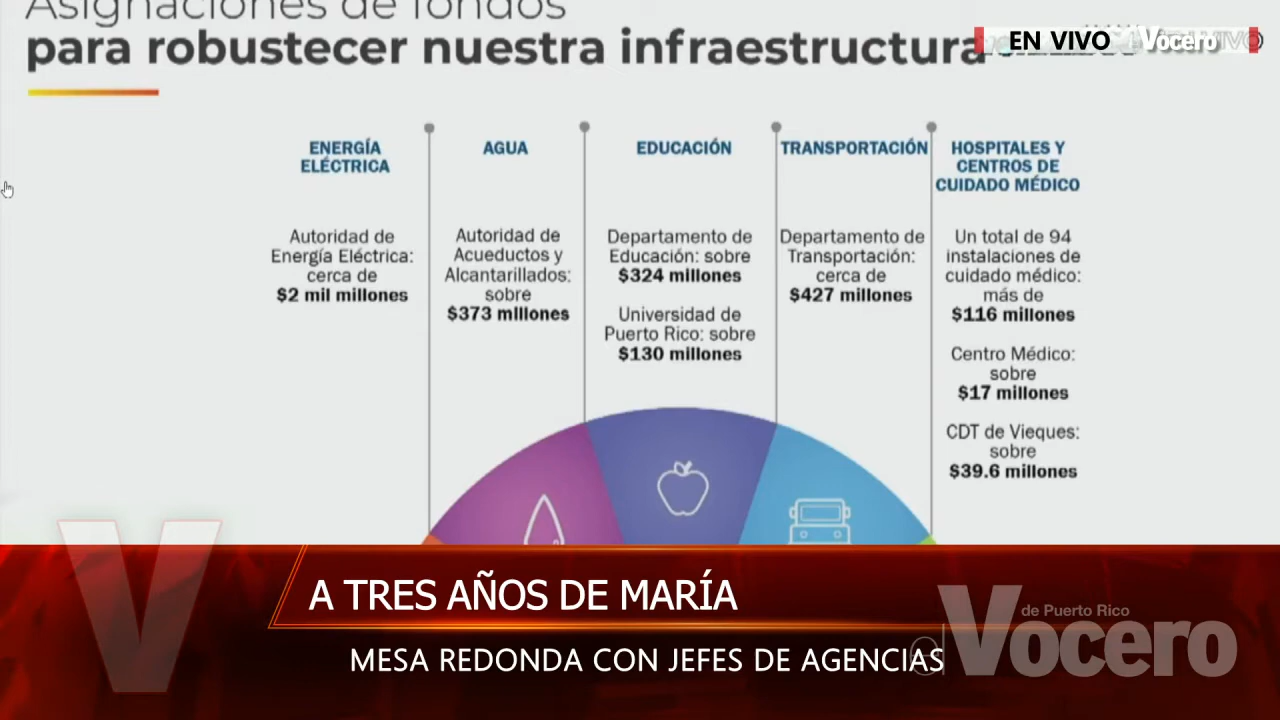 Asignaciones de fondos
para robustecer nuestra infraestructura
EN VIVO
Vocero
ENERGÍA
ELÉCTRICA
Autoridad de
Energía Eléctrica:
cerca de
$2 mil millones
AGUA
Autoridad de
Acueductos y
Alcantarillados:
sobre
$373 mIllones
EDUCACIÓN
Departamento de
Educación: sobre
$324 millones
Universidad de
Puerto Rico: sobre
$130 millones
TRANSPORTACIÓN
Departamento de
Transportación:
cerca de
$427 millones
HOSPITALES Y
CENTROS DE
CUIDADO MÉDICO
Un total de 94
instalaciones de
cuidado médico:
más de
$116 millones
Centro Médico:
sobre
$17 millones
CDT de Vieques:
sobre
$39.6 millones
V
A TRES AÑOS DE MARÍA
MESA REDONDA CON JEFES DE AGENCIAS
de Puerto Rico
el Vocero